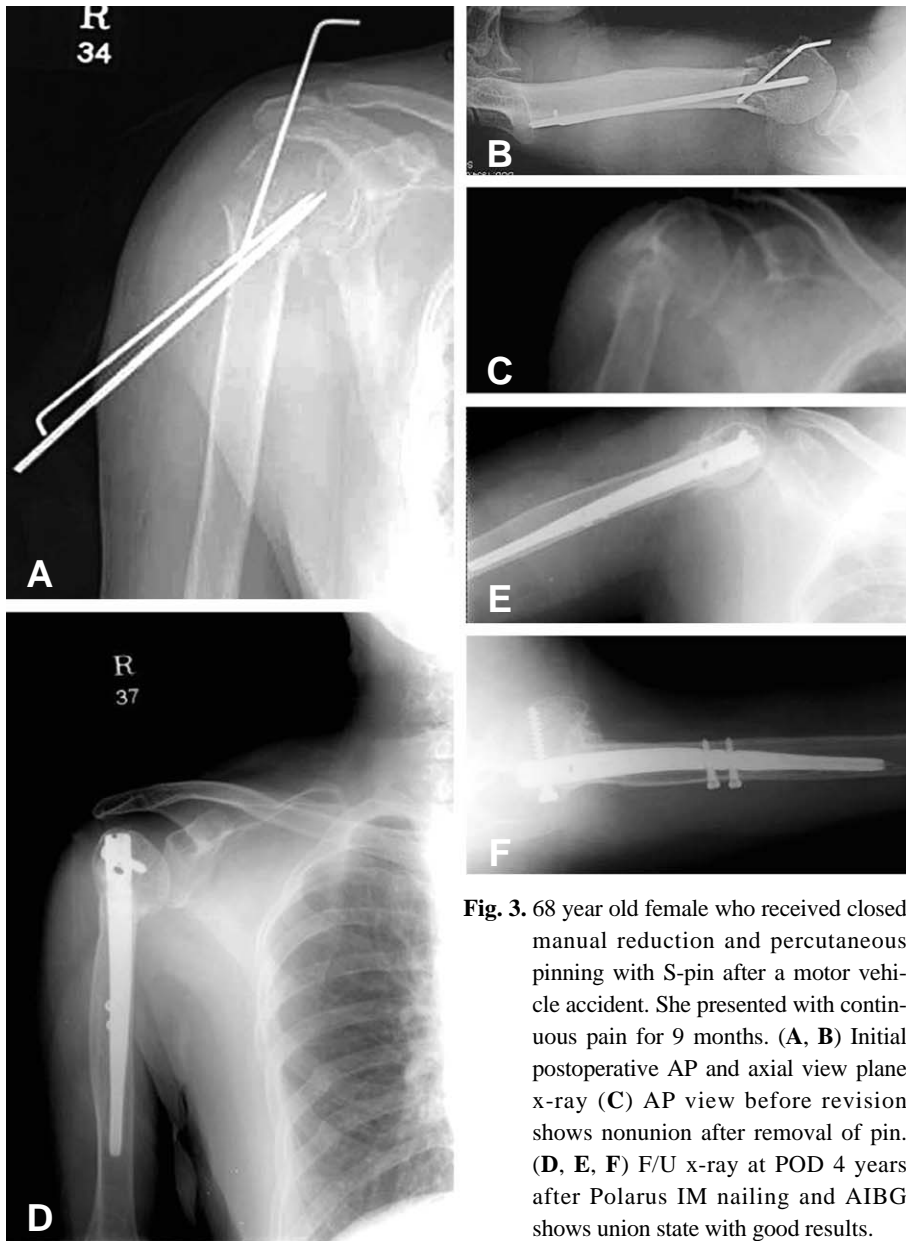 R
34
A
B
C
E
R
37
D
F
Fig. 3. 68 year old female who received closed
manual reduction and percutaneous
pinning with S-pin after a motor vehi-
cle accident. She presented with contin-
uous pain for 9 months. (A, B) Initial
postoperative AP and axial view plane
x-ray (C) AP view before revision
shows nonunion after removal of pin.
(D, E, F) F/U x-ray at POD 4 years
after Polarus IM nailing and AIBG
shows union state with good results.